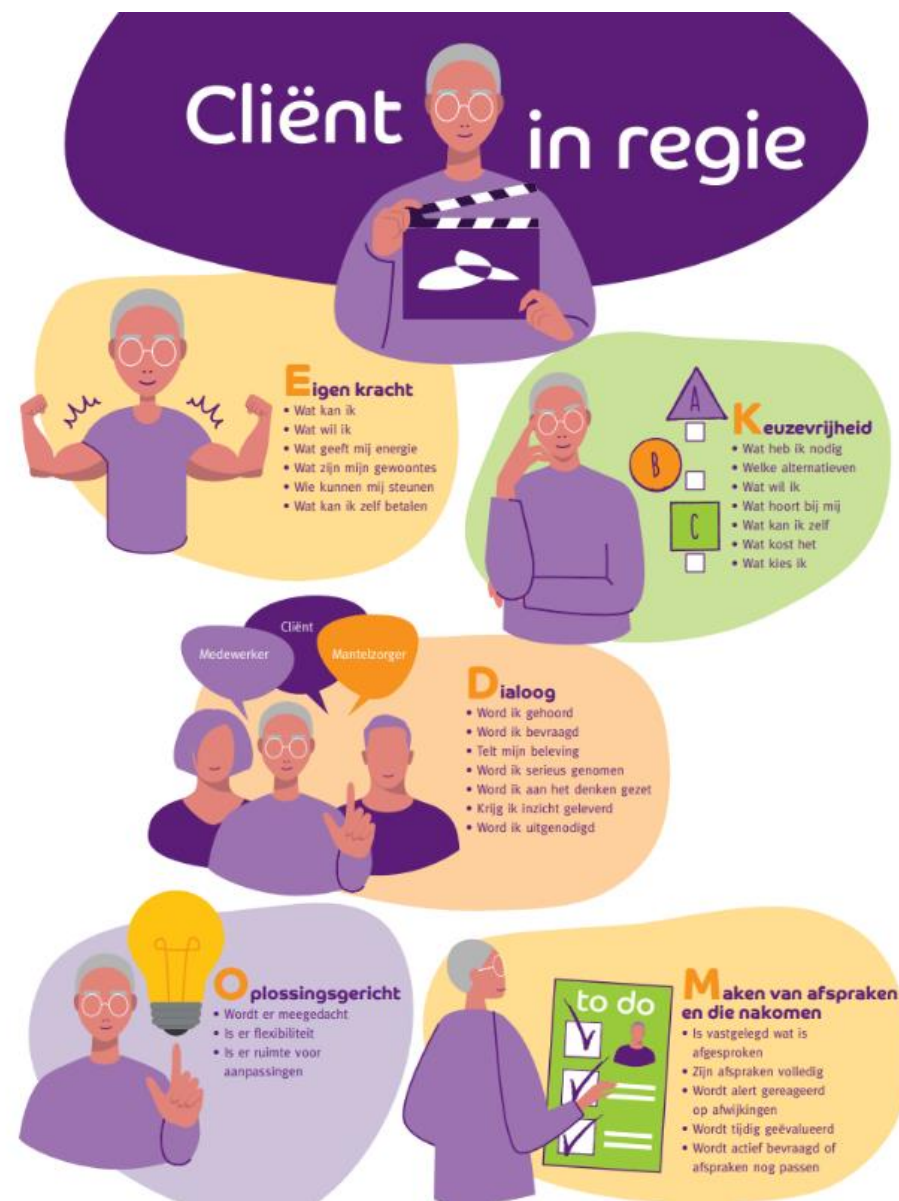 Cliënt in regie
Eigen kracht
• Wat kan ik
• Wat wil ik
• Wat geeft mij energie
• Wat zijn mijn gewoontes
• Wie kunnen mij steunen
• Wat kan ik zelf betalen
A
B
C
Keuzevrijheid
• Wat heb ik nodig
• Welke alternatieven
• Wat wil ik
• Wat hoort bij mij
• Wat kan ik zelf
• Wat kost het
• Wat kies ik
Medewerker
Cliënt
Mantelzorger
Dialoog
• Word ik gehoord
• Word ik bevraagd
• Telt mijn beleving
• Word ik serieus genomen
• Word ik aan het denken gezet
• Krijg ik inzicht geleverd
• Word ik uitgenodigd
Oplossingsgericht
• Wordt er meegedacht
• Is er flexibiliteit
• Is er ruimte voor
aanpassingen
to do
Maken van afspraken
en die nakomen
• Is vastgelegd wat is
afgesproken
• Zijn afspraken volledig
• Wordt alert gereageerd
op afwijkingen
• Wordt tijdig geëvalueerd
• Wordt actief bevraagd of
afspraken nog passen